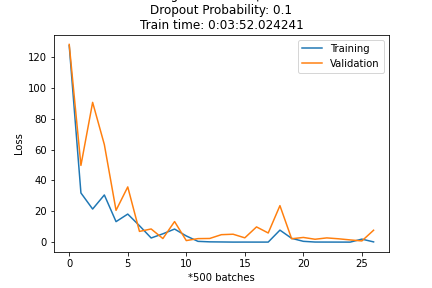 Dropout Probability: 0.1
Train time: 0:03:52.024241
Training
Validation
Loss
120
100
80
60
40
20
0
0 5 10 15 20 25
*500 batches